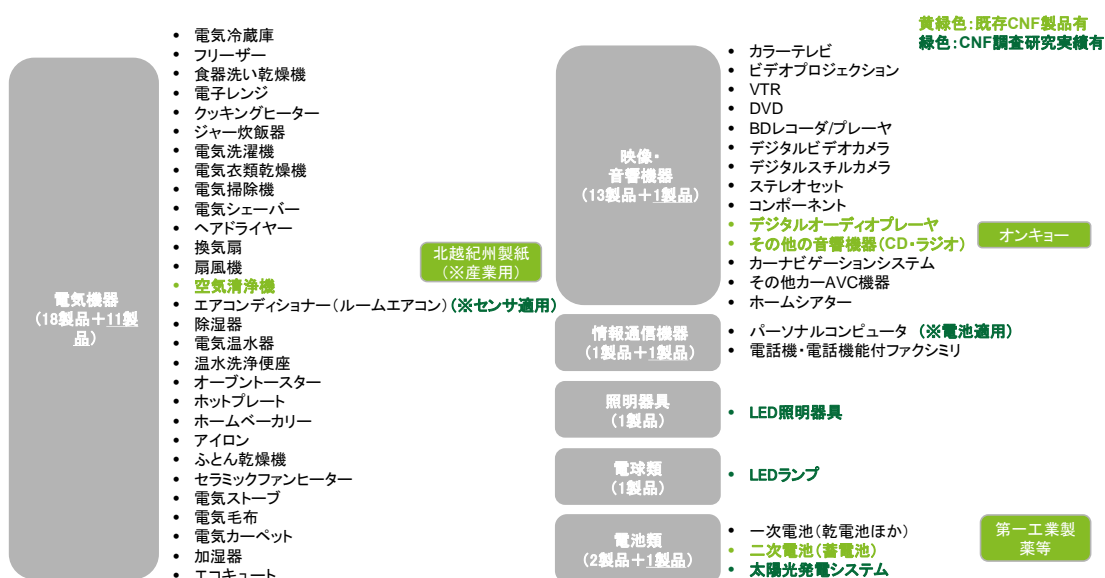 黄緑色：既存CNF製品有
緑色：CNF調査研究実績有
電気機器
（18製品＋11製
品）
• 電気冷蔵庫
• フリーザー
• 食器洗い乾燥機
• 電子レンジ
• クッキングヒーター
• ジャー炊飯器
• 電気洗濯機
• 電気衣類乾燥機
• 電気掃除機
• 電気シェーバー
• ヘアドライヤー
• 換気扇
• 扇風機
• 空気清浄機
• エアコンディショナー（ルームエアコン）（※センサ適用）
• 除湿器
• 電気温水器
• 温水洗浄便座
• オーブントースター
• ホットプレート
• ホームベーカリー
• アイロン
• ふとん乾燥機
• セラミックファンヒーター
• 電気ストーブ
• 電気毛布
• 電気カーペット
• 加湿器
• エコキュート
北越紀州製紙
（※産業用）
映像・
音響機器
（13製品＋1製品）
• カラーテレビ
• ビデオプロジェクション
• VTR
• DVD
• BDレコーダ/プレーヤ
• デジタルビデオカメラ
• デジタルスチルカメラ
• ステレオセット
• コンポーネント
• デジタルオーディオプレーヤ
• その他の音響機器（CD・ラジオ）
• カーナビゲーションシステム
• その他カーAVC機器
• ホームシアター
オンキョー
情報通信機器
（1製品＋1製品）
• パーソナルコンピュータ （※電池適用）
• 電話機・電話機能付ファクシミリ
照明器具
（1製品）
• LED照明器具
電球類
（1製品）
• LEDランプ
電池類
（2製品＋1製品）
• 一次電池（乾電池ほか）
• 二次電池（蓄電池）
• 太陽光発電システム
第一工業製
薬等